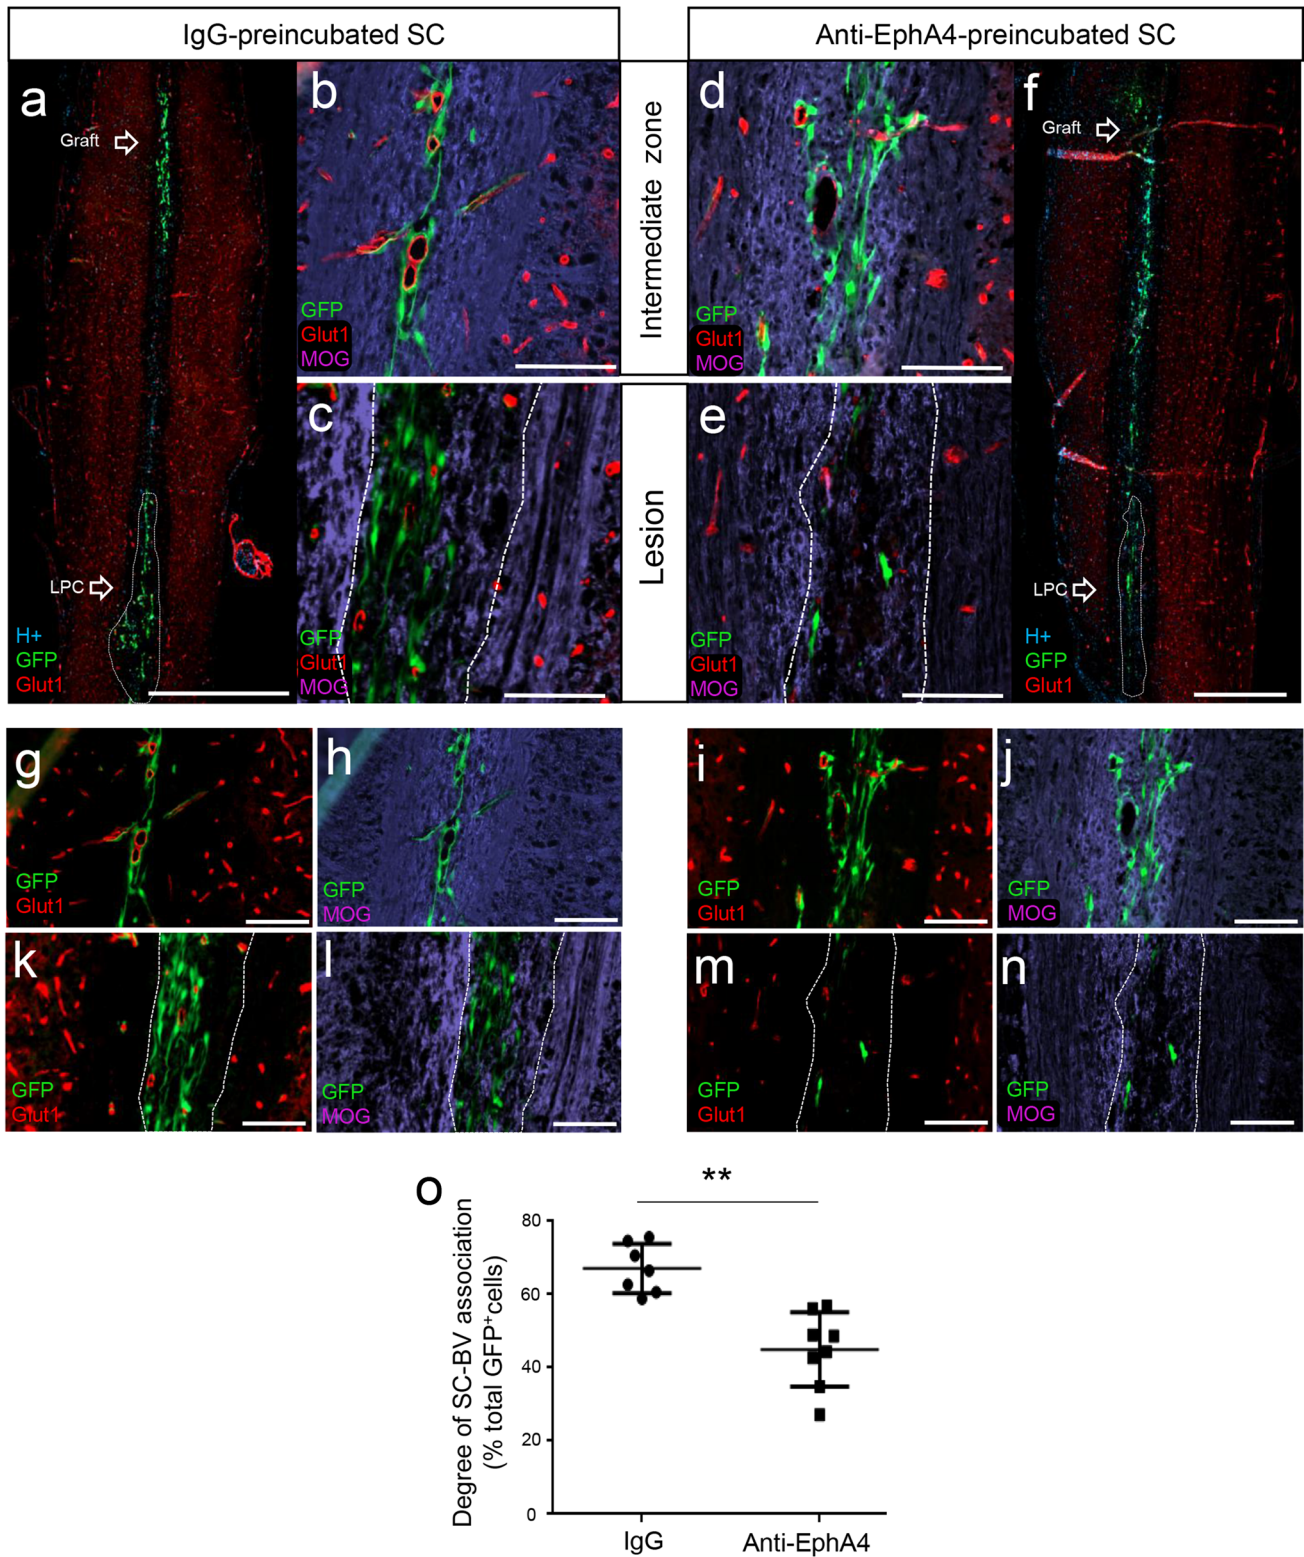 IgG-preincubated SC
Anti-EphA4-preincubated SC
a
Graft
LPC
H+
GFP
Glut1
b
GFP
Glut1
MOG
c
GFP
Glut1
MOG
Intermediate zone
Lesion
d
GFP
Glut1
MOG
e
GFP
Glut1
MOG
f
Graft
LPC
H+
GFP
Glut1
g
GFP
Glut1
h
GFP
MOG
i
GFP
Glut1
j
GFP
MOG
k
GFP
Glut1
l
GFP
MOG
m
GFP
Glut1
n
GFP
MOG
o
**
Degree of SC-BV association
(% total GFP⁺cells)
80
60
40
20
0
IgG
Anti-EphA4